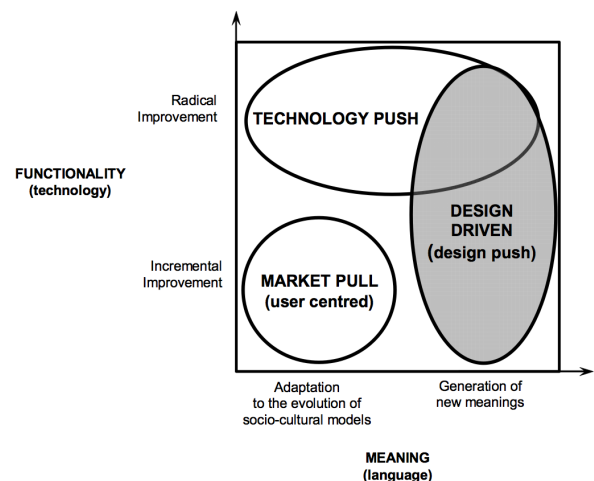 Radical
Improvement
TECHNOLOGY PUSH
FUNCTIONALITY
(technology)
DESIGN
DRIVEN
(design push)
Incremental
Improvement
MARKET PULL
(user centred)
Adaptation
to the evolution of
socio-cultural models
Generation of
new meanings
MEANING
(language)